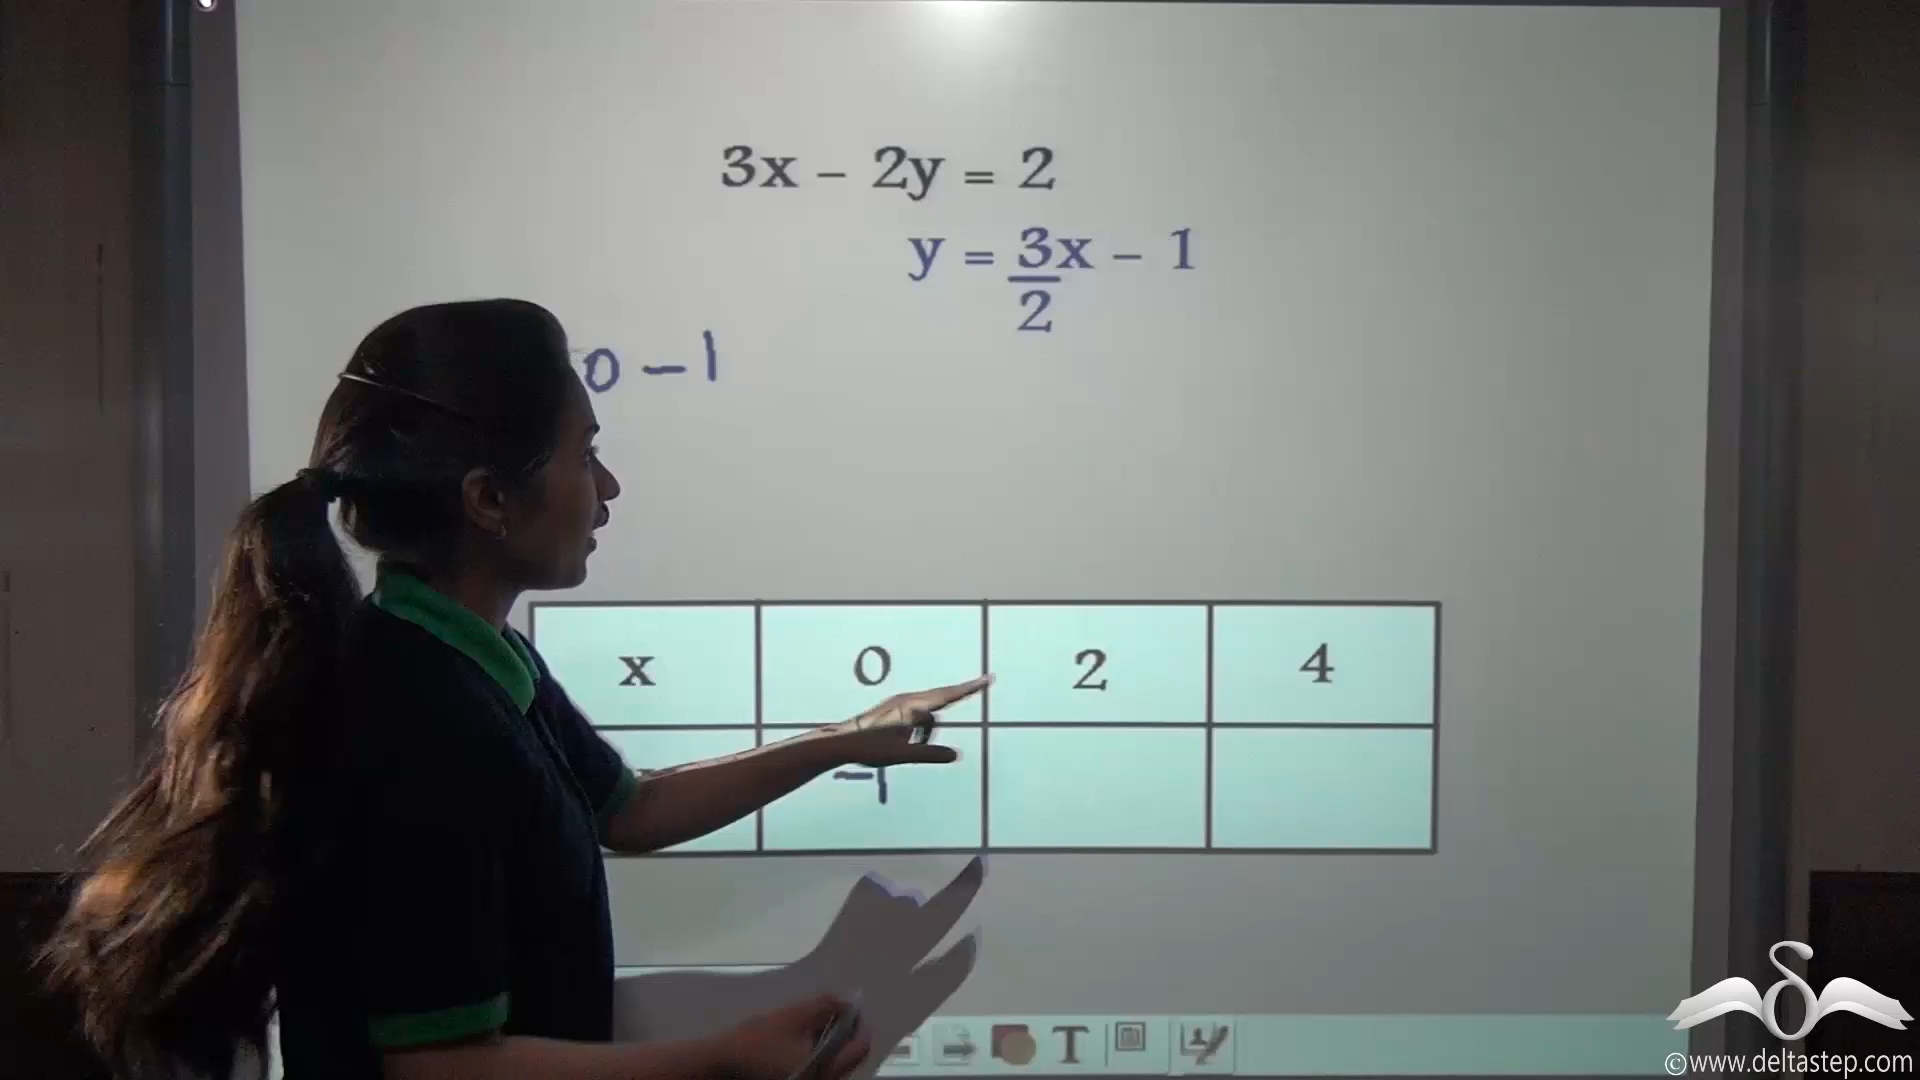 3x – 2y = 2
y = 3x – 1
2
0 – 1
x 0 2 4
–1
T
©www.deltastep.com